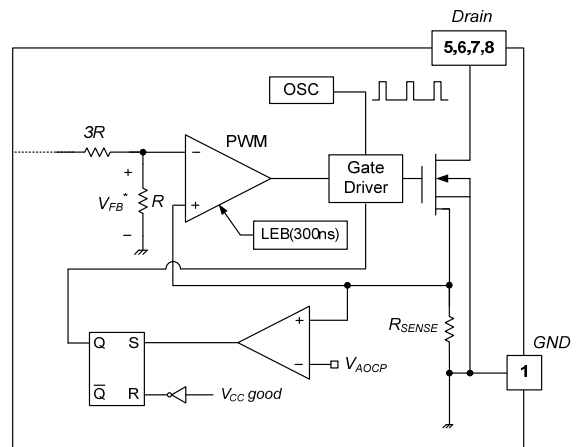 Drain
5,6,7,8
OSC
3R
PWM
−
+
Gate
Driver
+
V_FB*
R
−
LEB(300ns)
+
−
R_SENSE
GND
1
V_AOCP
Q
S
Q̅
R
V_CC good